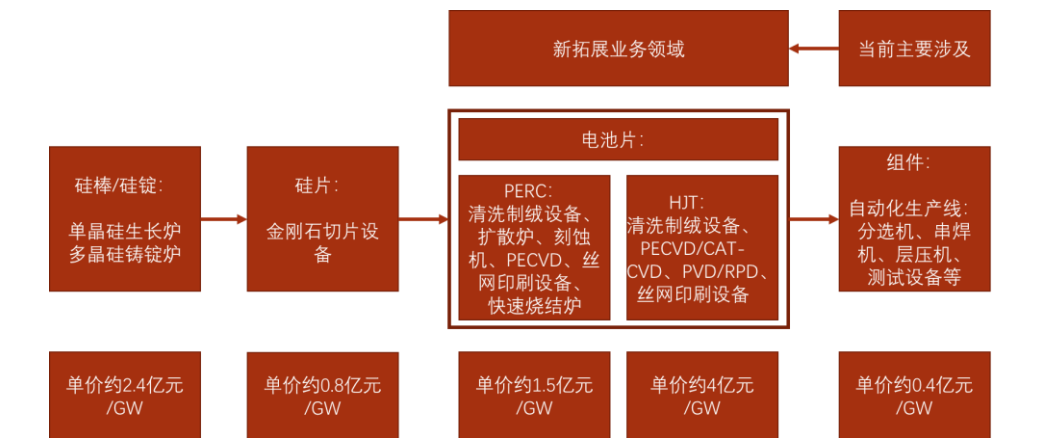 新拓展业务领域
当前主要涉及
硅棒/硅锭：
单晶硅生长炉
多晶硅铸锭炉
硅片：
金刚石切片设
备
电池片：
PERC：
清洗制绒设备、
扩散炉、刻蚀
机、PECVD、丝
网印刷设备、
快速烧结炉
HJT：
清洗制绒设备、
PECVD/CAT-
CVD、PVD/RPD、
丝网印刷设备
组件：
自动化生产线：
分选机、串焊
机、层压机、
测试设备等
单价约2.4亿元
/GW
单价约0.8亿元
/GW
单价约1.5亿元
/GW
单价约4亿元
/GW
单价约0.4亿元
/GW